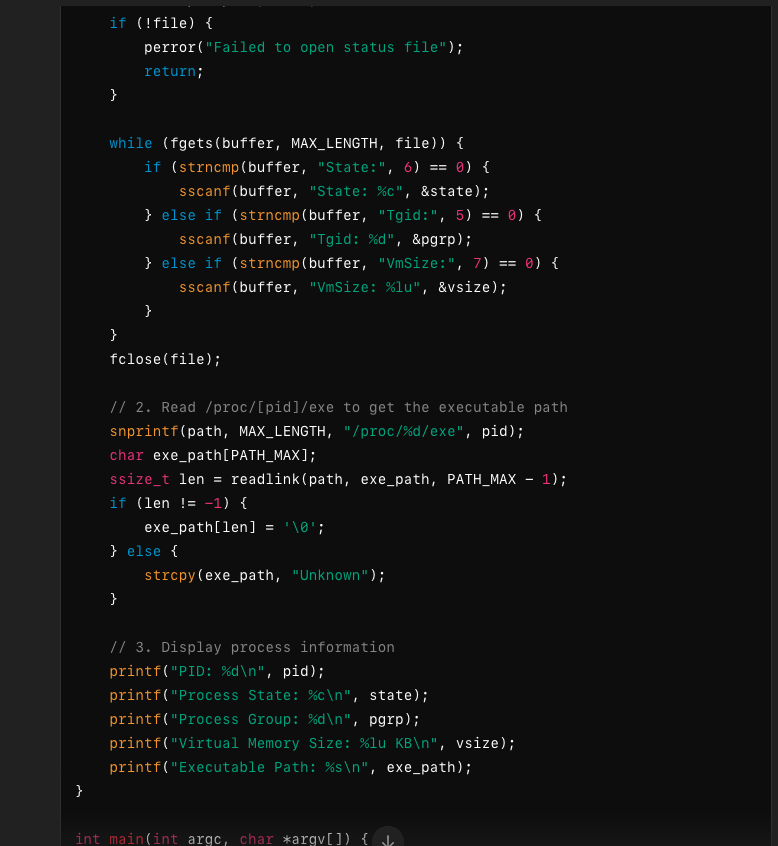 if (!file) {
        perror("Failed to open status file");
        return;
    }

    while (fgets(buffer, MAX_LENGTH, file)) {
        if (strncmp(buffer, "State:", 6) == 0) {
            sscanf(buffer, "State: %c", &state);
        } else if (strncmp(buffer, "Tgid:", 5) == 0) {
            sscanf(buffer, "Tgid: %d", &pgrp);
        } else if (strncmp(buffer, "VmSize:", 7) == 0) {
            sscanf(buffer, "VmSize: %lu", &vsize);
        }
    }
    fclose(file);

    // 2. Read /proc/[pid]/exe to get the executable path
    snprintf(path, MAX_LENGTH, "/proc/%d/exe", pid);
    char exe_path[PATH_MAX];
    ssize_t len = readlink(path, exe_path, PATH_MAX - 1);
    if (len != -1) {
        exe_path[len] = '\0';
    } else {
        strcpy(exe_path, "Unknown");
    }

    // 3. Display process information
    printf("PID: %d\n", pid);
    printf("Process State: %c\n", state);
    printf("Process Group: %d\n", pgrp);
    printf("Virtual Memory Size: %lu KB\n", vsize);
    printf("Executable Path: %s\n", exe_path);
}

int main(int argc, char *argv[]) {